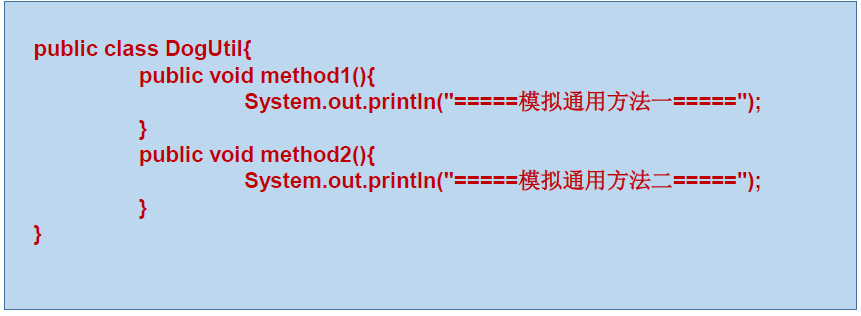 public class DogUtil{
public void method1(){
System.out.println("=====模拟通用方法一=====");
}
public void method2(){
System.out.println("=====模拟通用方法二=====");
}
}